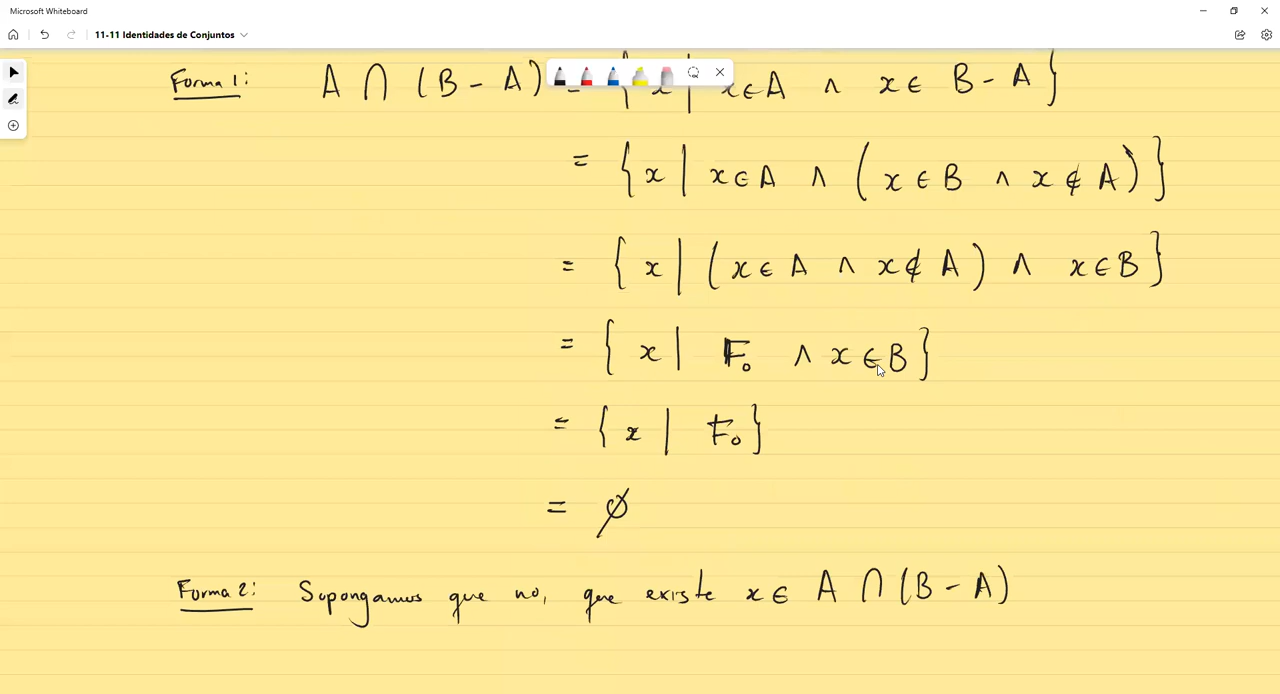 Microsoft Whiteboard
11-11 Identidades de Conjuntos
Forma 1: A ∩ (B - A) = { x | x ∈ A ∧ x ∈ B - A }
= { x | x ∈ A ∧ ( x ∈ B ∧ x ∉ A ) }
= { x | ( x ∈ A ∧ x ∉ A ) ∧ x ∈ B }
= { x | F₀ ∧ x ∈ B }
= { x | F₀ }
= ∅
Forma 2: Supongamos que no, que existe x ∈ A ∩ (B - A)